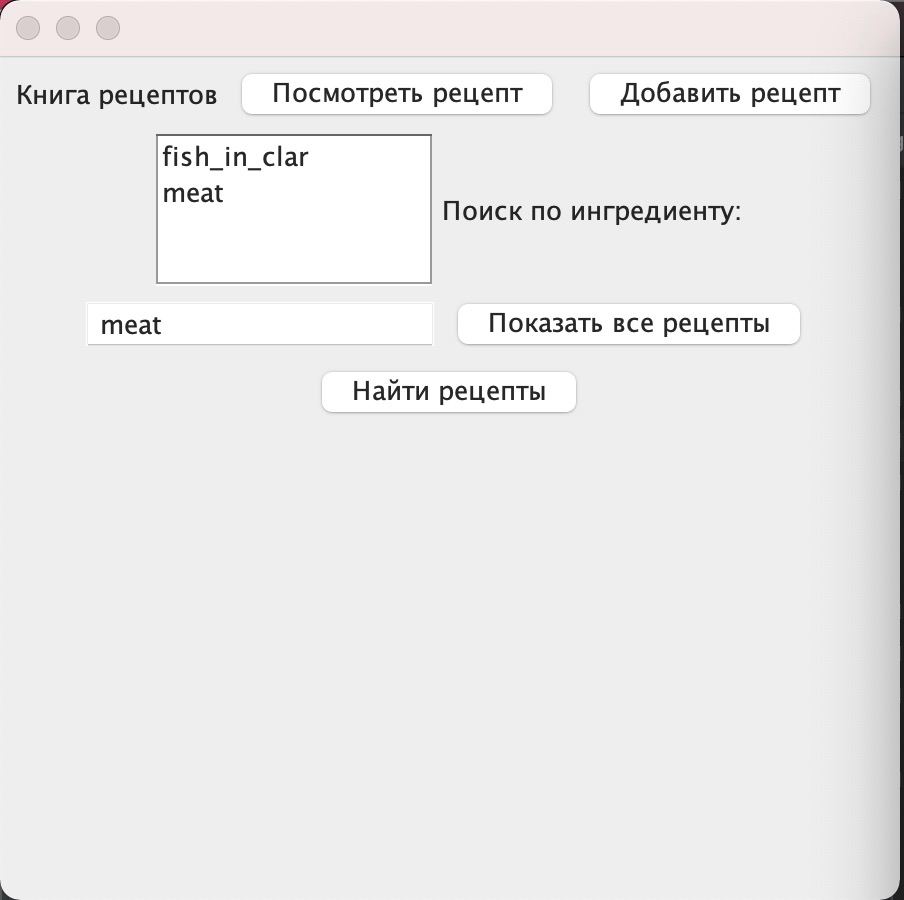 Книга рецептов Посмотреть рецепт Добавить рецепт
fish_in_clar
meat
Поиск по ингредиенту:
meat Показать все рецепты
Найти рецепты